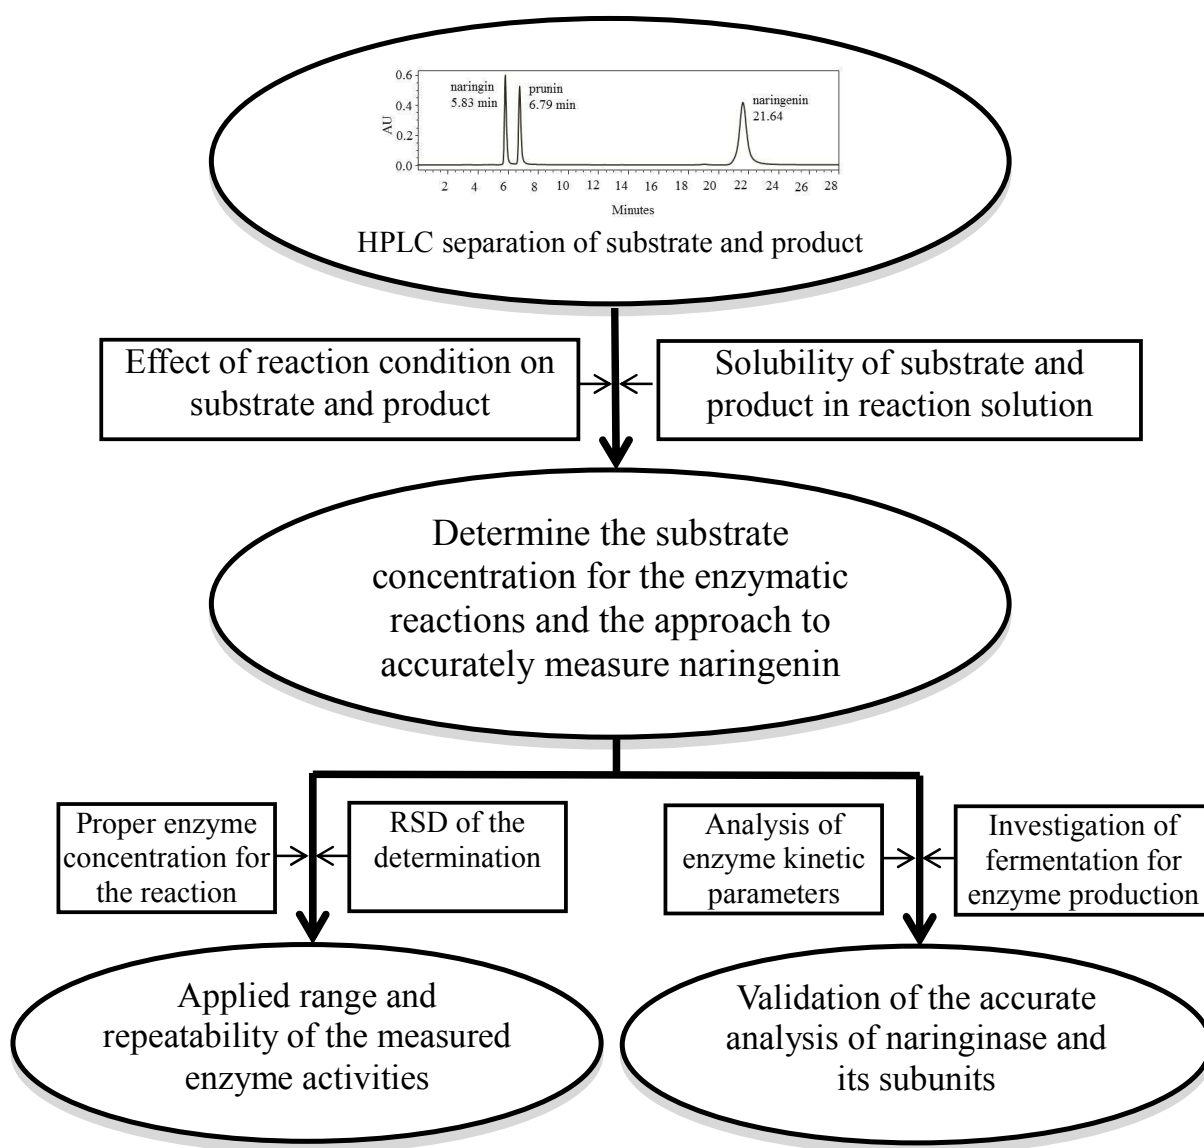 naringin
5.83 min
prunin
6.79 min
naringenin
21.64
0.6
0.4
0.2
0.0
AU
2 4 6 8 10 12 14 16 18 20 22 24 26 28
Minutes
HPLC separation of substrate and product
Effect of reaction condition on
substrate and product
Solubility of substrate and
product in reaction solution
Determine the substrate
concentration for the enzymatic
reactions and the approach to
accurately measure naringenin
Proper enzyme
concentration for
the reaction
RSD of the
determination
Analysis of
enzyme kinetic
parameters
Investigation of
fermentation for
enzyme production
Applied range and
repeatability of the measured
enzyme activities
Validation of the accurate
analysis of naringinase and
its subunits